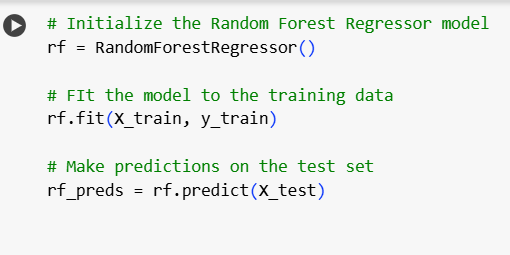 # Initialize the Random Forest Regressor model
rf = RandomForestRegressor()
# FIt the model to the training data
rf.fit(X_train, y_train)
# Make predictions on the test set
rf_preds = rf.predict(X_test)